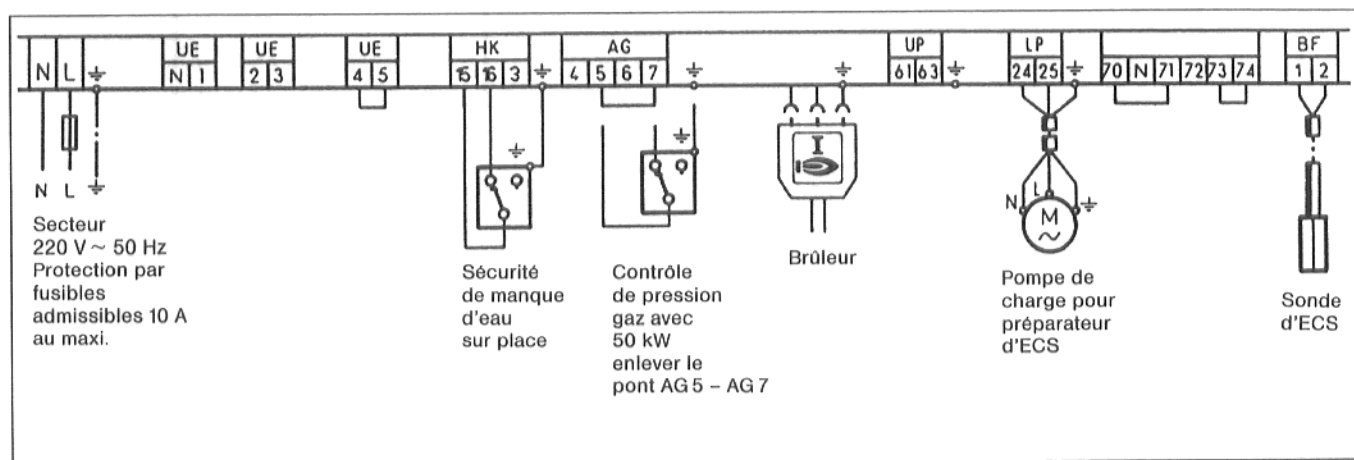 UE UE UE HK AG UP LP BF
N L N 1 2 3 4 5 15 16 3 4 5 6 7 61 63 24 25 70 N 71 72 73 74 1 2
I
N L
N L
M
~
Secteur
220 V ~ 50 Hz
Protection par
fusibles
admissibles 10 A
au maxi.
Sécurité
de manque
d'eau
sur place
Contrôle
de pression
gaz avec
50 kW
enlever le
pont AG 5 – AG 7
Brûleur
Pompe de
charge pour
préparateur
d'ECS
Sonde
d'ECS